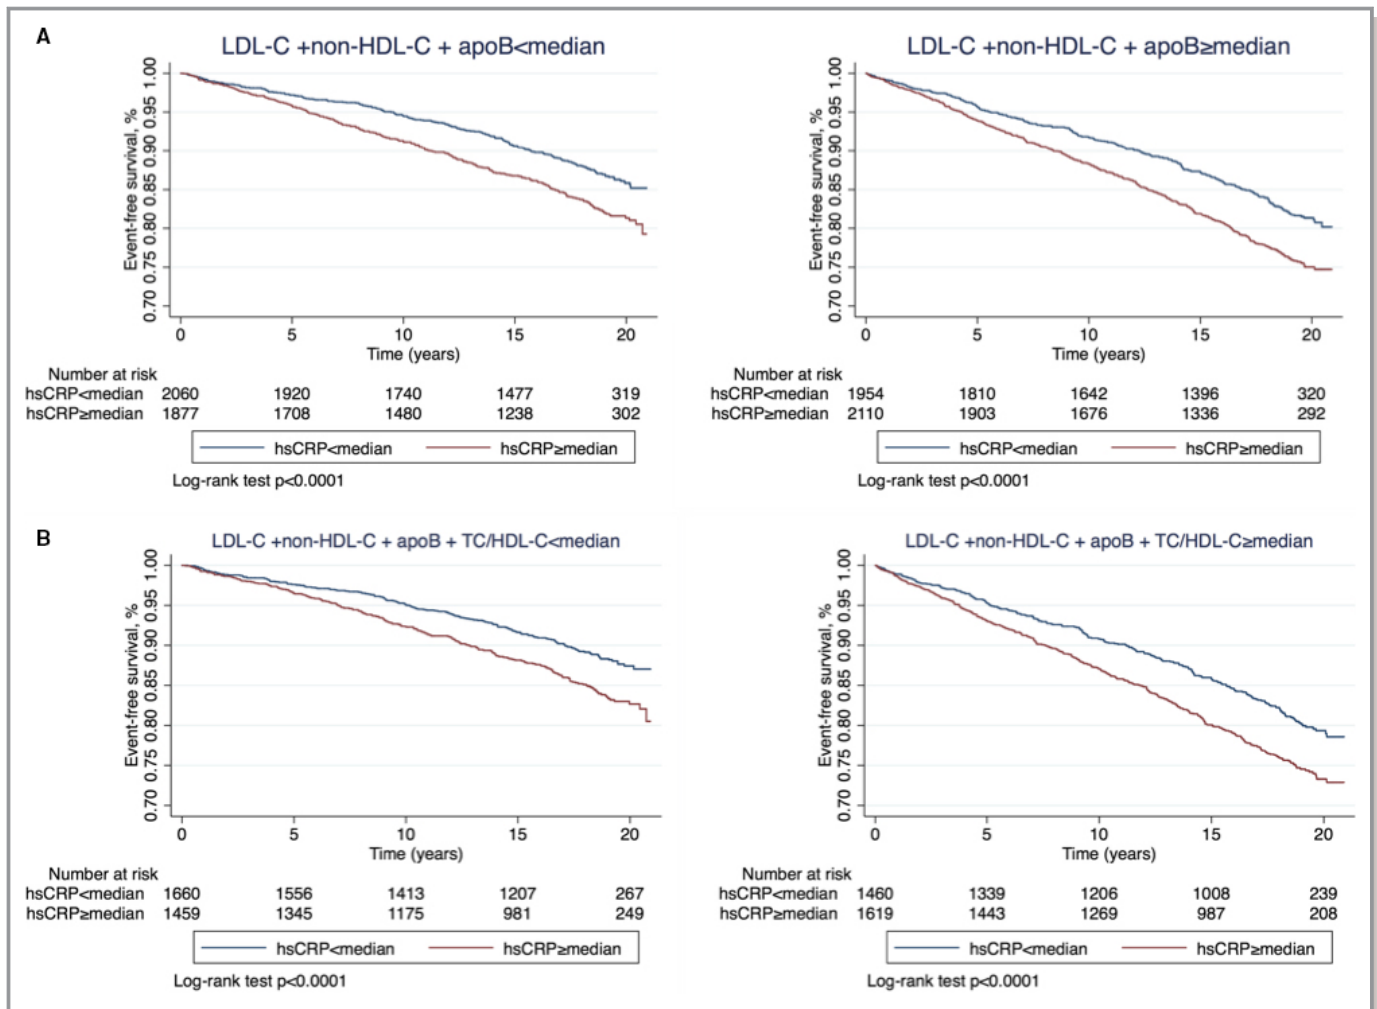 A
LDL-C +non-HDL-C + apoB<median
Event-free survival, %
1.00
0.95
0.90
0.85
0.80
0.75
0.70
0 5 10 15 20
Time (years)
Number at risk
hsCRP<median 2060 1920 1740 1477 319
hsCRP≥median 1877 1708 1480 1238 302
hsCRP<median hsCRP≥median
Log-rank test p<0.0001
LDL-C +non-HDL-C + apoB≥median
Event-free survival, %
1.00
0.95
0.90
0.85
0.80
0.75
0.70
0 5 10 15 20
Time (years)
Number at risk
hsCRP<median 1954 1810 1642 1396 320
hsCRP≥median 2110 1903 1676 1336 292
hsCRP<median hsCRP≥median
Log-rank test p<0.0001
B
LDL-C +non-HDL-C + apoB + TC/HDL-C<median
Event-free survival, %
1.00
0.95
0.90
0.85
0.80
0.75
0.70
0 5 10 15 20
Time (years)
Number at risk
hsCRP<median 1660 1556 1413 1207 267
hsCRP≥median 1459 1345 1175 981 249
hsCRP<median hsCRP≥median
Log-rank test p<0.0001
LDL-C +non-HDL-C + apoB + TC/HDL-C≥median
Event-free survival, %
1.00
0.95
0.90
0.85
0.80
0.75
0.70
0 5 10 15 20
Time (years)
Number at risk
hsCRP<median 1460 1339 1206 1008 239
hsCRP≥median 1619 1443 1269 987 208
hsCRP<median hsCRP≥median
Log-rank test p<0.0001